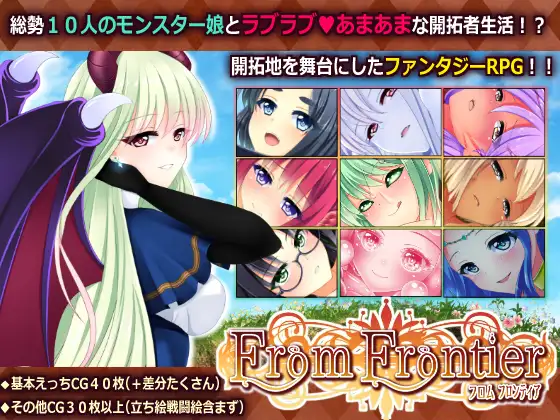 総勢１０人のモンスター娘とラブラブ♥あまあまな開拓者生活！？
開拓地を舞台にしたファンタジーRPG！！
From Frontier
フロム フロンティア
◆基本えっちCG４０枚(＋差分たくさん)
◆その他CG３０枚以上(立ち絵戦闘絵含まず)